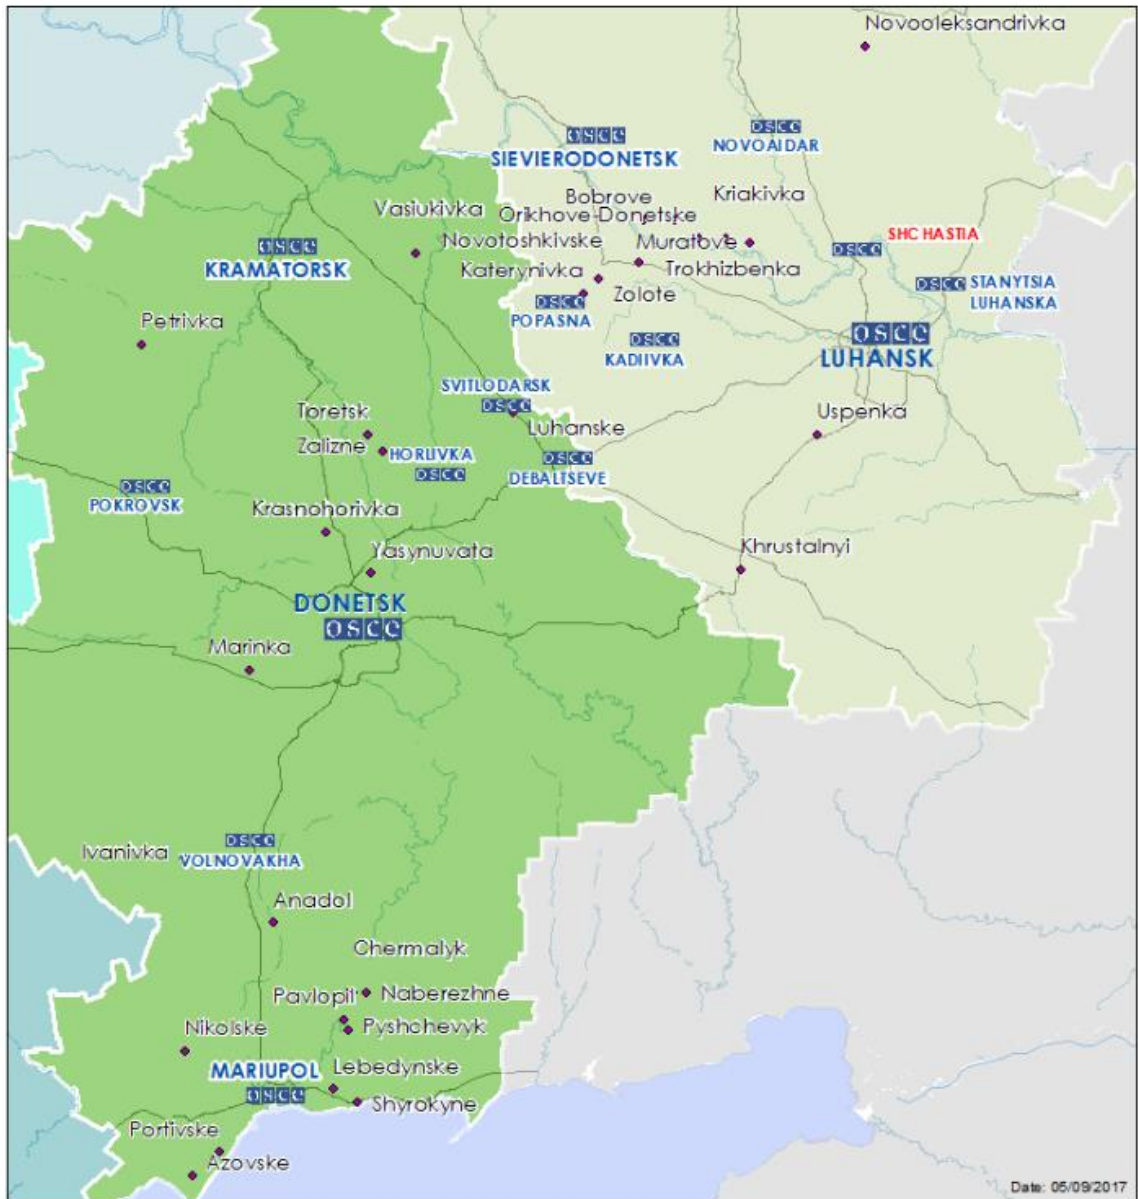 Novooleksandrivka
OSCE
NOVOAIDAR
OSCE
SIEVIERODONETSK
Bobrove
Kriakivka
Vasiukivka
Orikhove-Donetske
SHCHASTIA
OSCE
Novotoshkivske
Muratove
OSCE
KRAMATORSK
Katerynivka
Trokhizbenka
OSCE
STANYTSIA
LUHANSKA
Zolote
OSCE
POPASNA
Petrivka
OSCE
KADIIVKA
OSCE
LUHANSK
SVITLODARSK
OSCE
Toretsk
Luhanske
Uspenka
Zalizne
HORLIVKA
OSCE
OSCE
DEBALTSEVE
OSCE
POKROVSK
Krasnohorivka
Yasynuvata
Khrustalnyi
DONETSK
OSCE
Marinka
OSCE
VOLNOVAKHA
Ivanivka
Anadol
Chermalyk
Pavlopil
Naberezhne
Nikolske
Pyshchevyk
MARIUPOL
OSCE
Lebedynske
Shyrokyne
Portivske
Azovske
Date: 05/09/2017